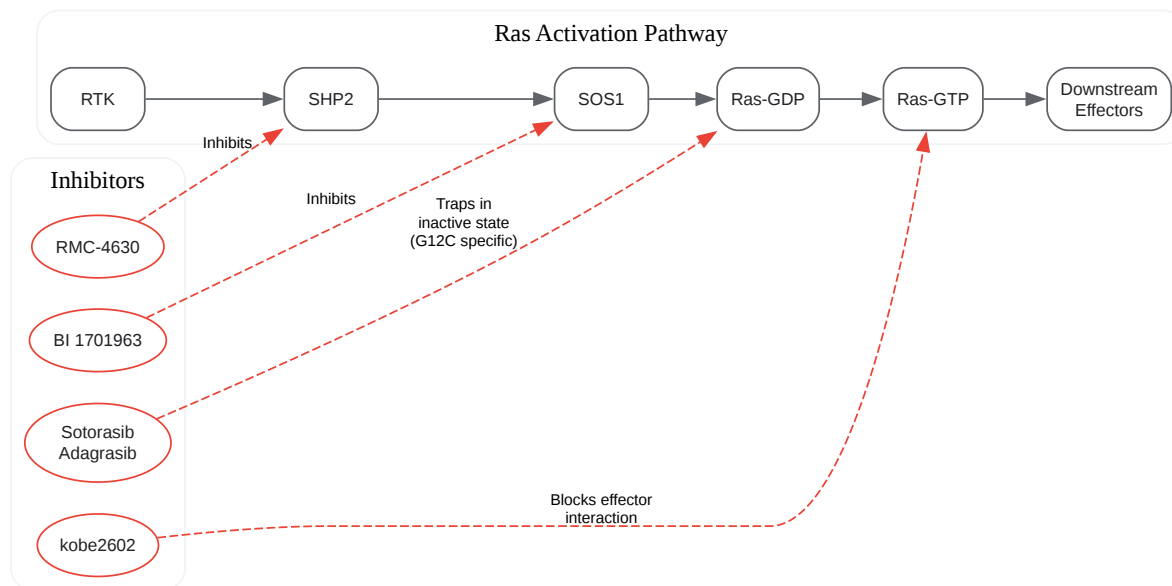 Ras Activation Pathway
RTK
SHP2
SOS1
Ras-GDP
Ras-GTP
Downstream
Effectors
Inhibits
Inhibitors
Inhibits
Traps in
inactive state
(G12C specific)
RMC-4630
BI 1701963
Sotorasib
Adagrasib
Blocks effector
interaction
kobe2602